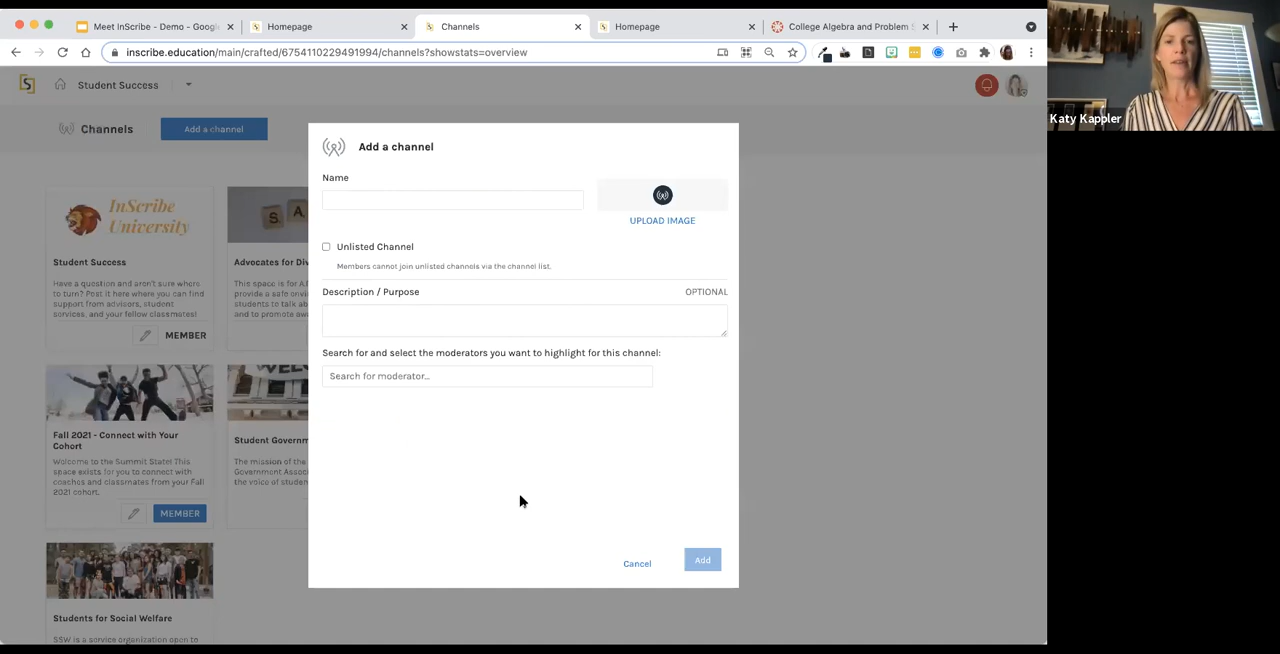 Meet InScribe - Demo - Googl
Homepage
Channels
Homepage
College Algebra and Problem S
inscribe.education/main/crafted/6754110229491994/channels?showstats=overview
Student Success
Channels
Add a channel
Katy Kappler
Add a channel
Name
UPLOAD IMAGE
Unlisted Channel
Members cannot join unlisted channels via the channel list.
Description / Purpose
OPTIONAL
Search for and select the moderators you want to highlight for this channel:
Search for moderator...
Cancel
Add
InScribe
University
Student Success
Have a question and aren't sure where
to turn? Post it here where you can find
support from advisors, student
services, and your fellow classmates!
MEMBER
SA
Advocates for Div
This space is for A.F
provide a safe envir
students to talk ab
and to promote aw
Fall 2021 - Connect with Your
Cohort
Welcome to the Summit State! This
space exists for you to connect with
coaches and classmates from your Fall
2021 cohort.
MEMBER
Student Governm
The mission of the
Government Assoc
the voice of studen
Students for Social Welfare
SSW is a service organization open to